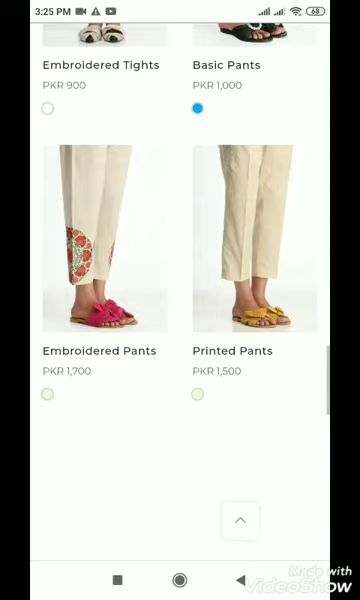 3:25 PM
68
Embroidered Tights
Basic Pants
PKR 900
PKR 1,000
Embroidered Pants
Printed Pants
PKR 1,700
PKR 1,500
Made with
VideoShow